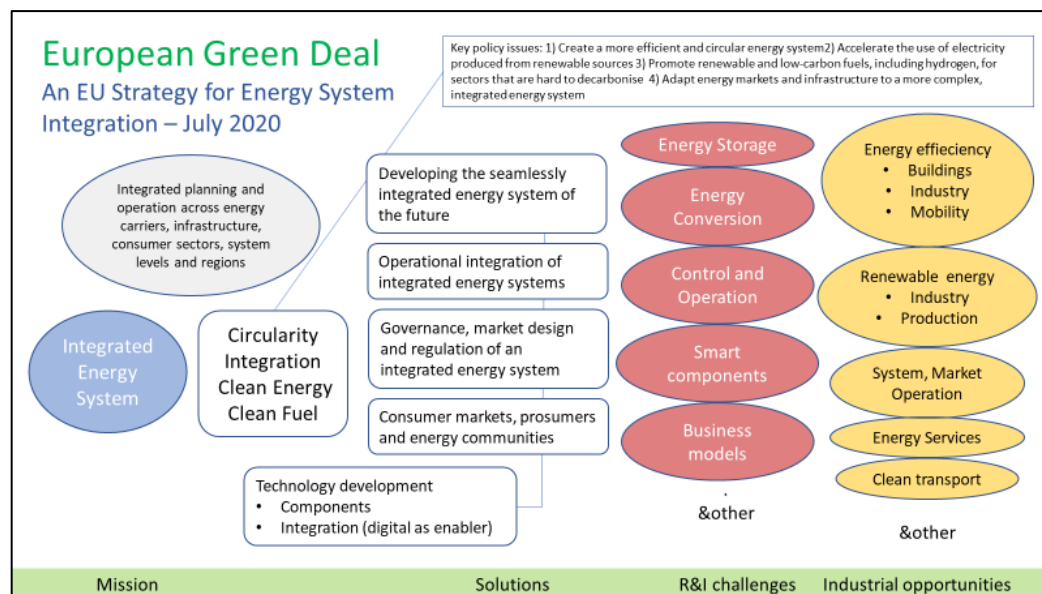 European Green Deal
An EU Strategy for Energy System
Integration – July 2020
Key policy issues: 1) Create a more efficient and circular energy system2) Accelerate the use of electricity
produced from renewable sources 3) Promote renewable and low-carbon fuels, including hydrogen, for
sectors that are hard to decarbonise 4) Adapt energy markets and infrastructure to a more complex,
integrated energy system
Integrated planning and
operation across energy
carriers, infrastructure,
consumer sectors, system
levels and regions
Integrated
Energy
System
Circularity
Integration
Clean Energy
Clean Fuel
Developing the seamlessly
integrated energy system of
the future
Operational integration of
integrated energy systems
Governance, market design
and regulation of an
integrated energy system
Consumer markets, prosumers
and energy communities
Technology development
• Components
• Integration (digital as enabler)
Energy Storage
Energy
Conversion
Control and
Operation
Smart
components
Business
models
.
&other
Energy effieciency
• Buildings
• Industry
• Mobility
Renewable energy
• Industry
• Production
System, Market
Operation
Energy Services
Clean transport
&other
Mission
Solutions
R&I challenges
Industrial opportunities